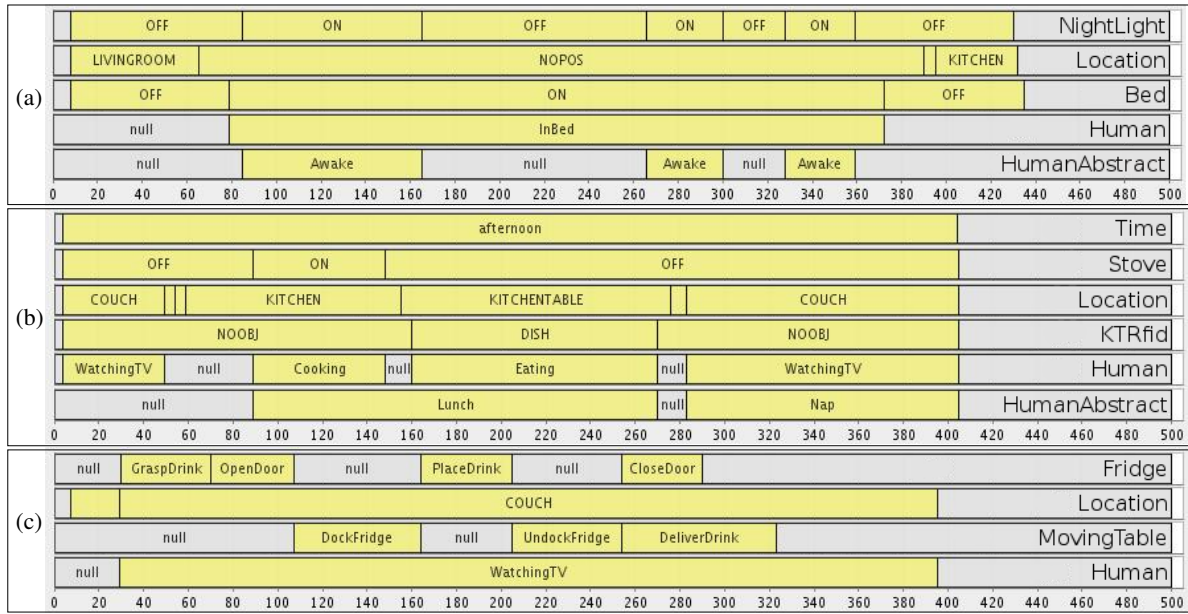 (a)
OFF ON OFF ON OFF ON OFF NightLight
LIVINGROOM NOPOS KITCHEN Location
OFF ON OFF Bed
null InBed Human
null Awake null Awake null Awake HumanAbstract
0 20 40 60 80 100 120 140 160 180 200 220 240 260 280 300 320 340 360 380 400 420 440 460 480 500
(b)
afternoon Time
OFF ON OFF Stove
COUCH KITCHEN KITCHENTABLE COUCH Location
NOOBJ DISH NOOBJ KTRfid
WatchingTV null Cooking null Eating null WatchingTV Human
null Lunch null Nap HumanAbstract
0 20 40 60 80 100 120 140 160 180 200 220 240 260 280 300 320 340 360 380 400 420 440 460 480 500
(c)
null GraspDrink OpenDoor null PlaceDrink null CloseDoor Fridge
COUCH Location
null DockFridge null UndockFridge DeliverDrink MovingTable
null WatchingTV Human
0 20 40 60 80 100 120 140 160 180 200 220 240 260 280 300 320 340 360 380 400 420 440 460 480 500